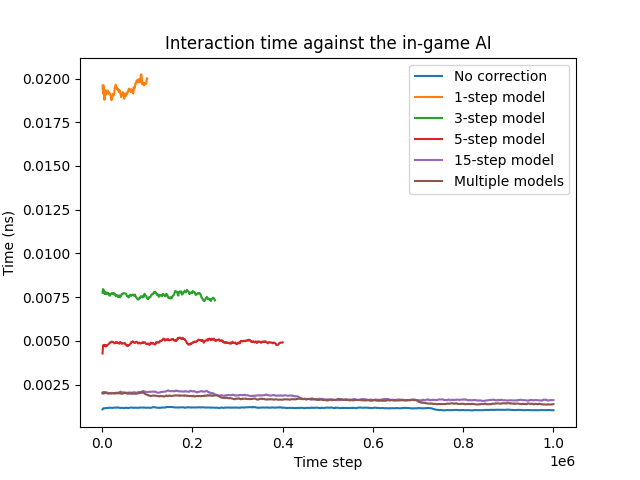 Interaction time against the in-game AI
No correction
1-step model
3-step model
5-step model
15-step model
Multiple models
Time (ns)
0.0200
0.0175
0.0150
0.0125
0.0100
0.0075
0.0050
0.0025
0.0
0.2
0.4
0.6
0.8
1.0
1e6
Time step